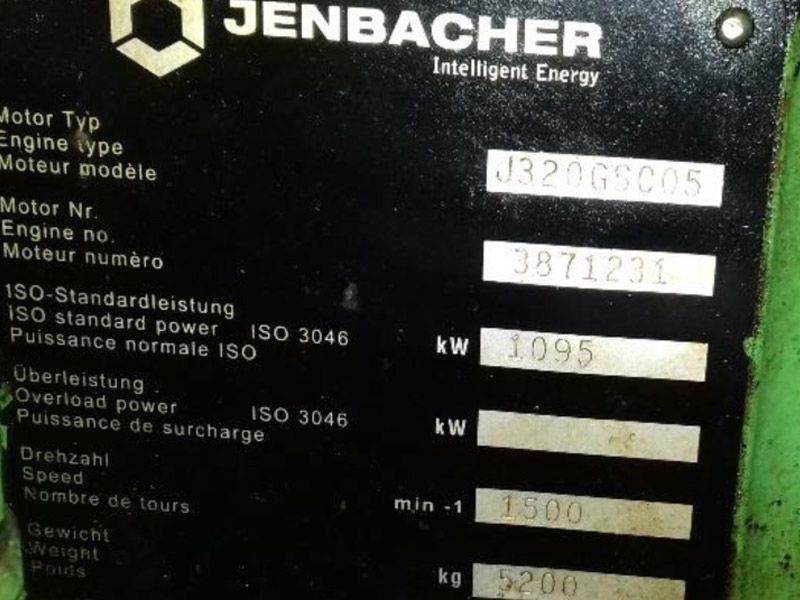 JENBACHER
Intelligent Energy
Motor Typ
Engine type
Moteur modèle
J320GSC05
Motor Nr.
Engine no.
Moteur numèro
3871231
ISO-Standardleistung
ISO standard power ISO 3046
Puissance normale ISO
kW 1095
Überleistung
Overload power ISO 3046
Puissance de surcharge
kW
Drehzahl
Speed
Nombre de tours
min -1 1500
Gewicht
Weight
Poids
kg 5200